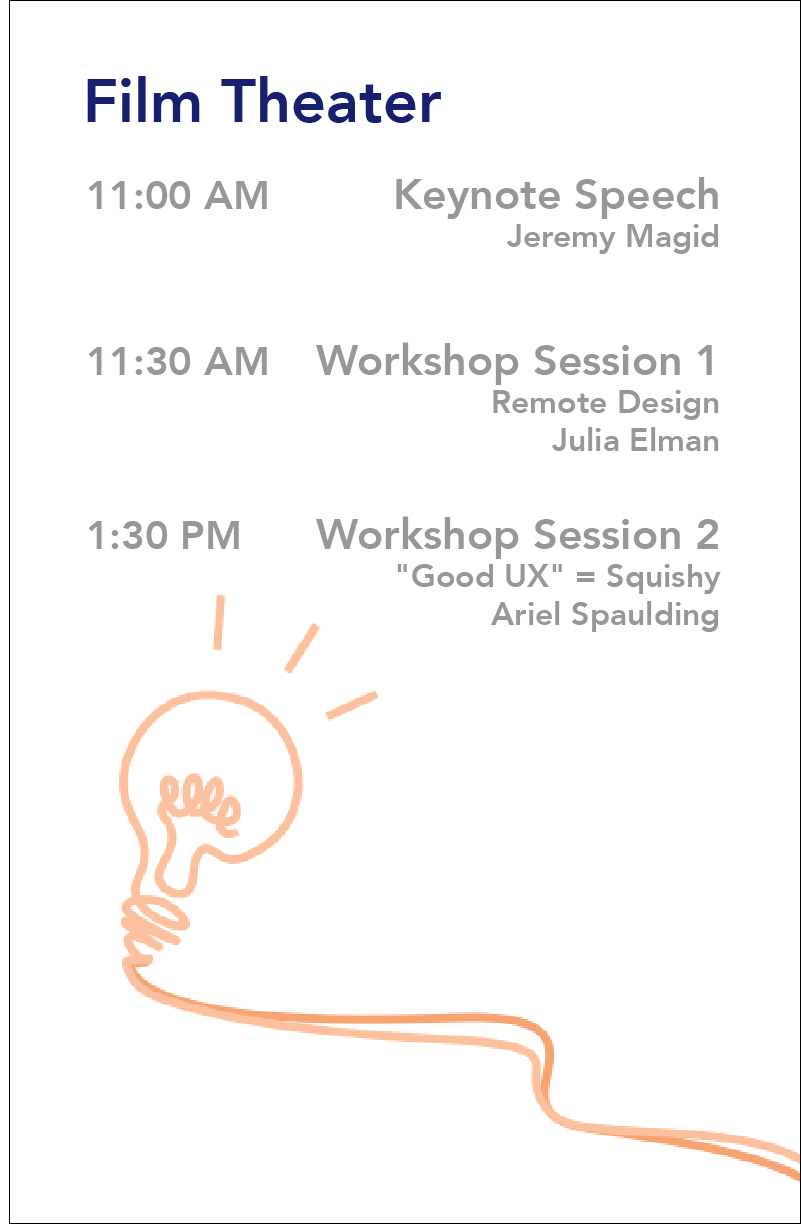 Film Theater
11:00 AM Keynote Speech
Jeremy Magid
11:30 AM Workshop Session 1
Remote Design
Julia Elman
1:30 PM Workshop Session 2
"Good UX" = Squishy
Ariel Spaulding